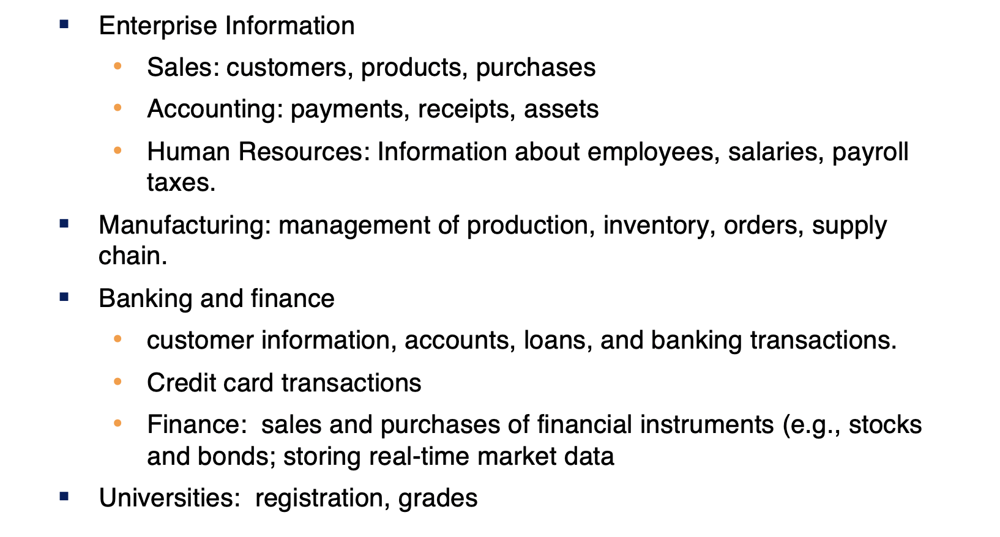 Enterprise Information
Sales: customers, products, purchases
Accounting: payments, receipts, assets
Human Resources: Information about employees, salaries, payroll
taxes.
Manufacturing: management of production, inventory, orders, supply
chain.
Banking and finance
customer information, accounts, loans, and banking transactions.
Credit card transactions
Finance:  sales and purchases of financial instruments (e.g., stocks
and bonds; storing real-time market data
Universities:  registration, grades